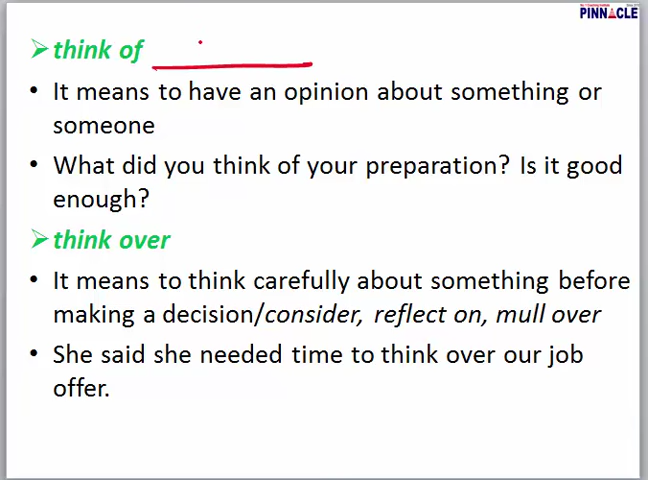 PINNACLE
➢think of
• It means to have an opinion about something or
someone
• What did you think of your preparation? Is it good
enough?
➢think over
• It means to think carefully about something before
making a decision/consider, reflect on, mull over
• She said she needed time to think over our job
offer.